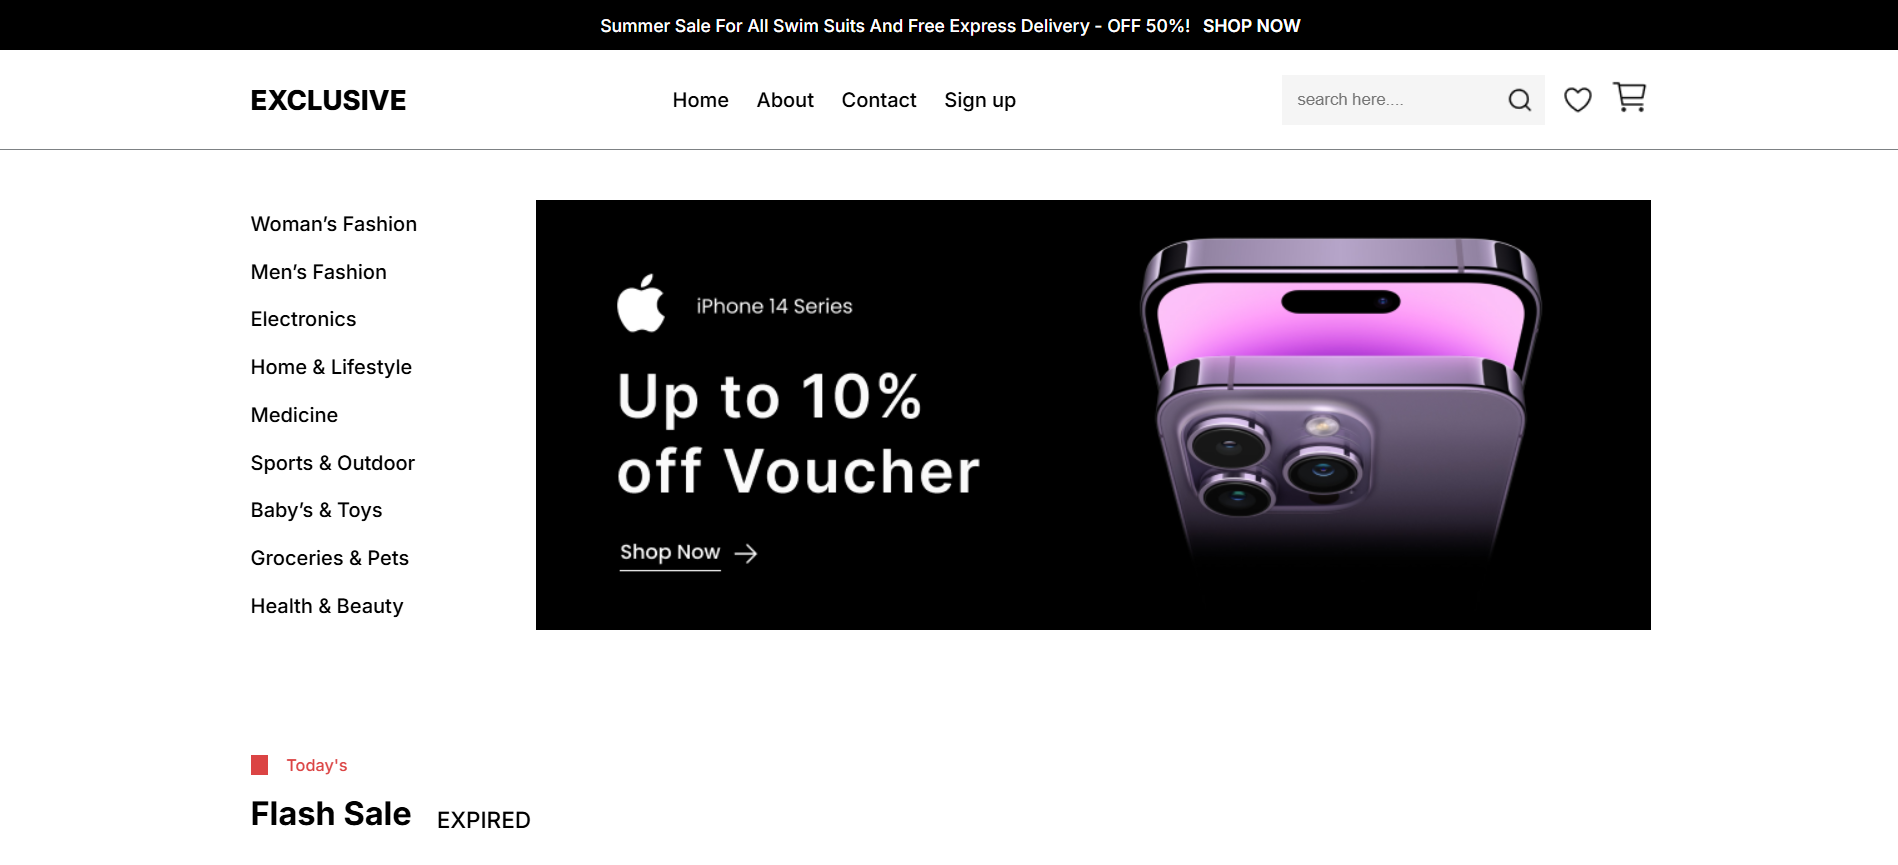 Summer Sale For All Swim Suits And Free Express Delivery - OFF 50%! SHOP NOW
EXCLUSIVE
Home About Contact Sign up
search here....
Woman’s Fashion
Men’s Fashion
Electronics
Home & Lifestyle
Medicine
Sports & Outdoor
Baby’s & Toys
Groceries & Pets
Health & Beauty
iPhone 14 Series
Up to 10%
off Voucher
Shop Now
Today's
Flash Sale EXPIRED